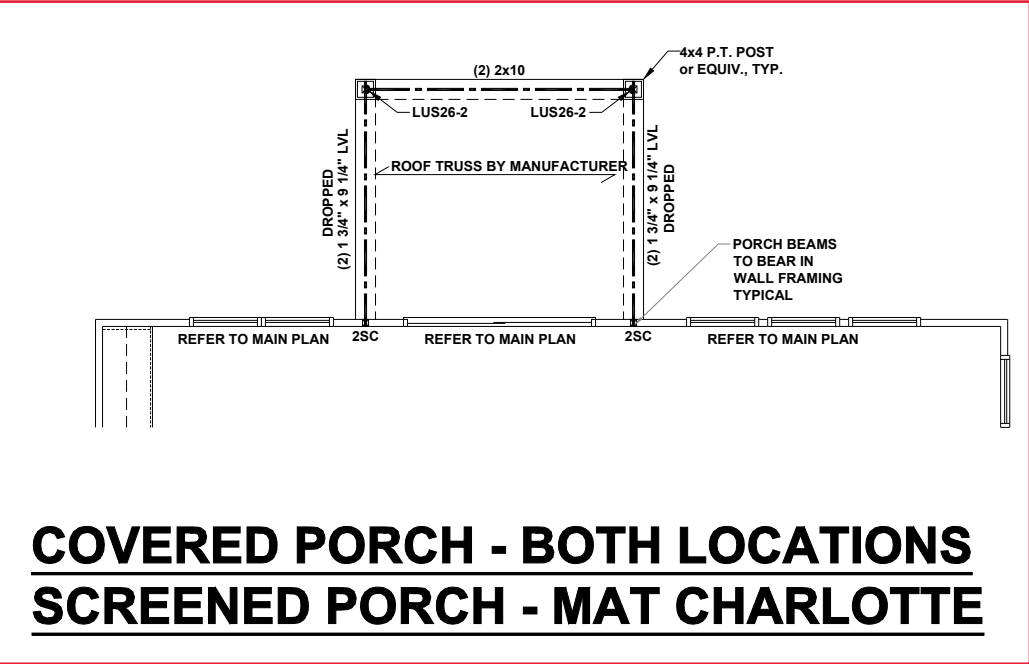 4x4 P.T. POST
or EQUIV., TYP.
(2) 2x10
LUS26-2
LUS26-2
DROPPED
(2) 1 3/4" x 9 1/4" LVL
ROOF TRUSS BY MANUFACTURER
(2) 1 3/4" x 9 1/4" LVL
DROPPED
PORCH BEAMS
TO BEAR IN
WALL FRAMING
TYPICAL
REFER TO MAIN PLAN
2SC
REFER TO MAIN PLAN
2SC
REFER TO MAIN PLAN
COVERED PORCH - BOTH LOCATIONS
SCREENED PORCH - MAT CHARLOTTE